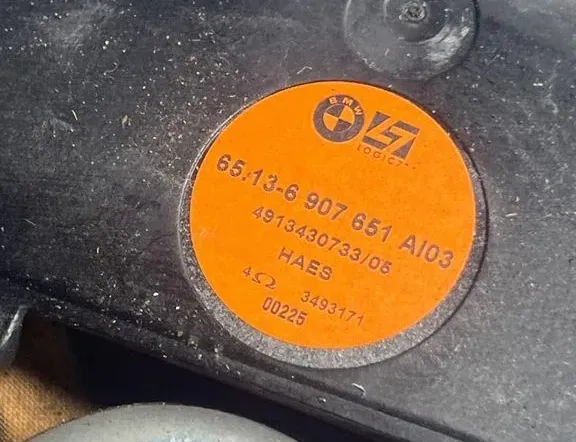 BMW
LOGIC7
65.13-6 907 651 AI03
4913430733/05
HAES
4Ω 3493171
00225